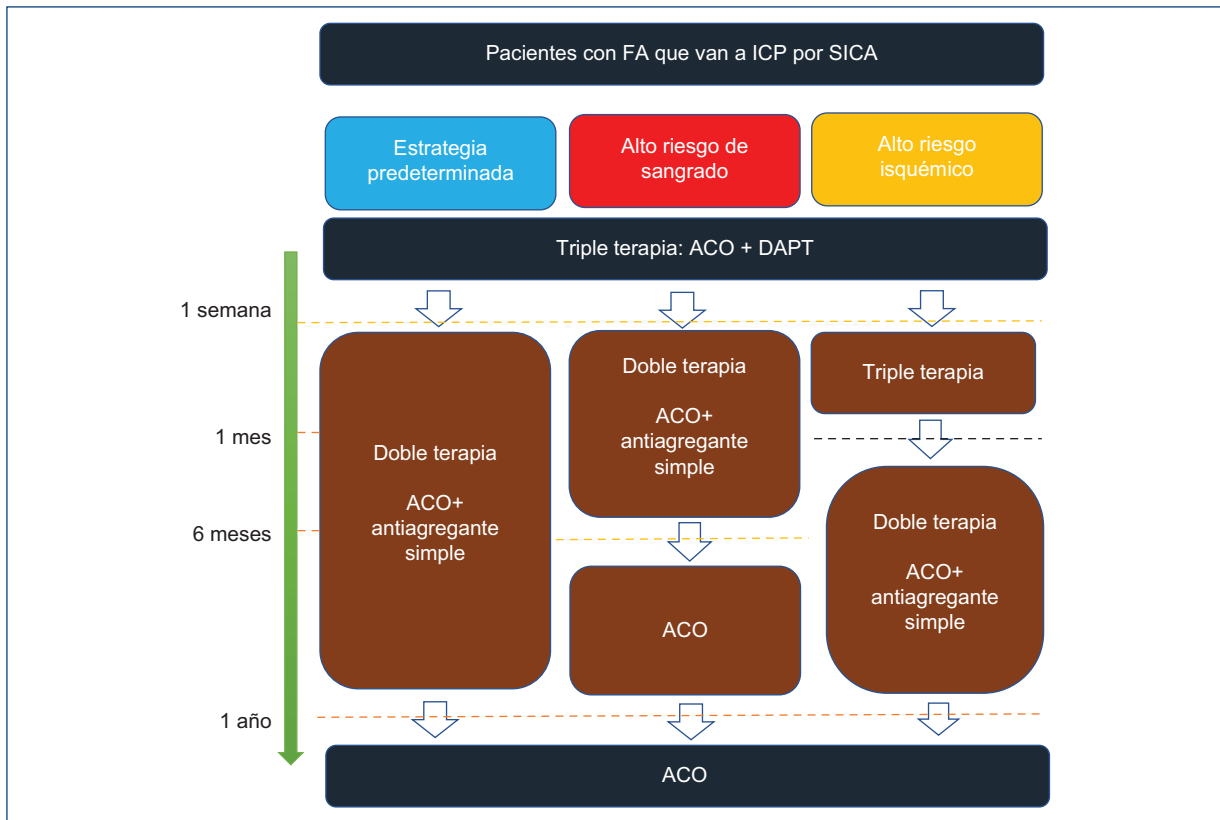 Pacientes con FA que van a ICP por SICA
Estrategia
predeterminada
Alto riesgo de
sangrado
Alto riesgo
isquémico
Triple terapia: ACO + DAPT
1 semana
1 mes
6 meses
1 año
Doble terapia
ACO+
antiagregante
simple
Doble terapia
ACO+
antiagregante
simple
ACO
Triple terapia
Doble terapia
ACO+
antiagregante
simple
ACO